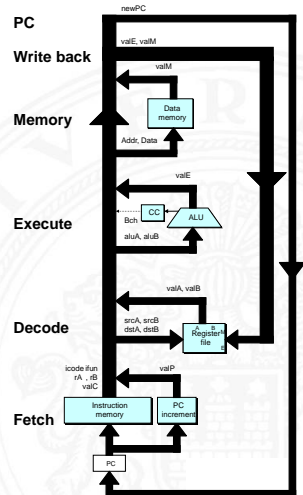 newPC
PC
valE, valM
Write back
valM
Data
memory
Memory
Addr, Data
valE
CC
ALU
Execute
Bch
aluA, aluB
valA, valB
srcA, srcB
dstA, dstB
A B
M
Register
file
E
Decode
icode ifun
rA , rB
valC
valP
Instruction
memory
PC
increment
Fetch
PC